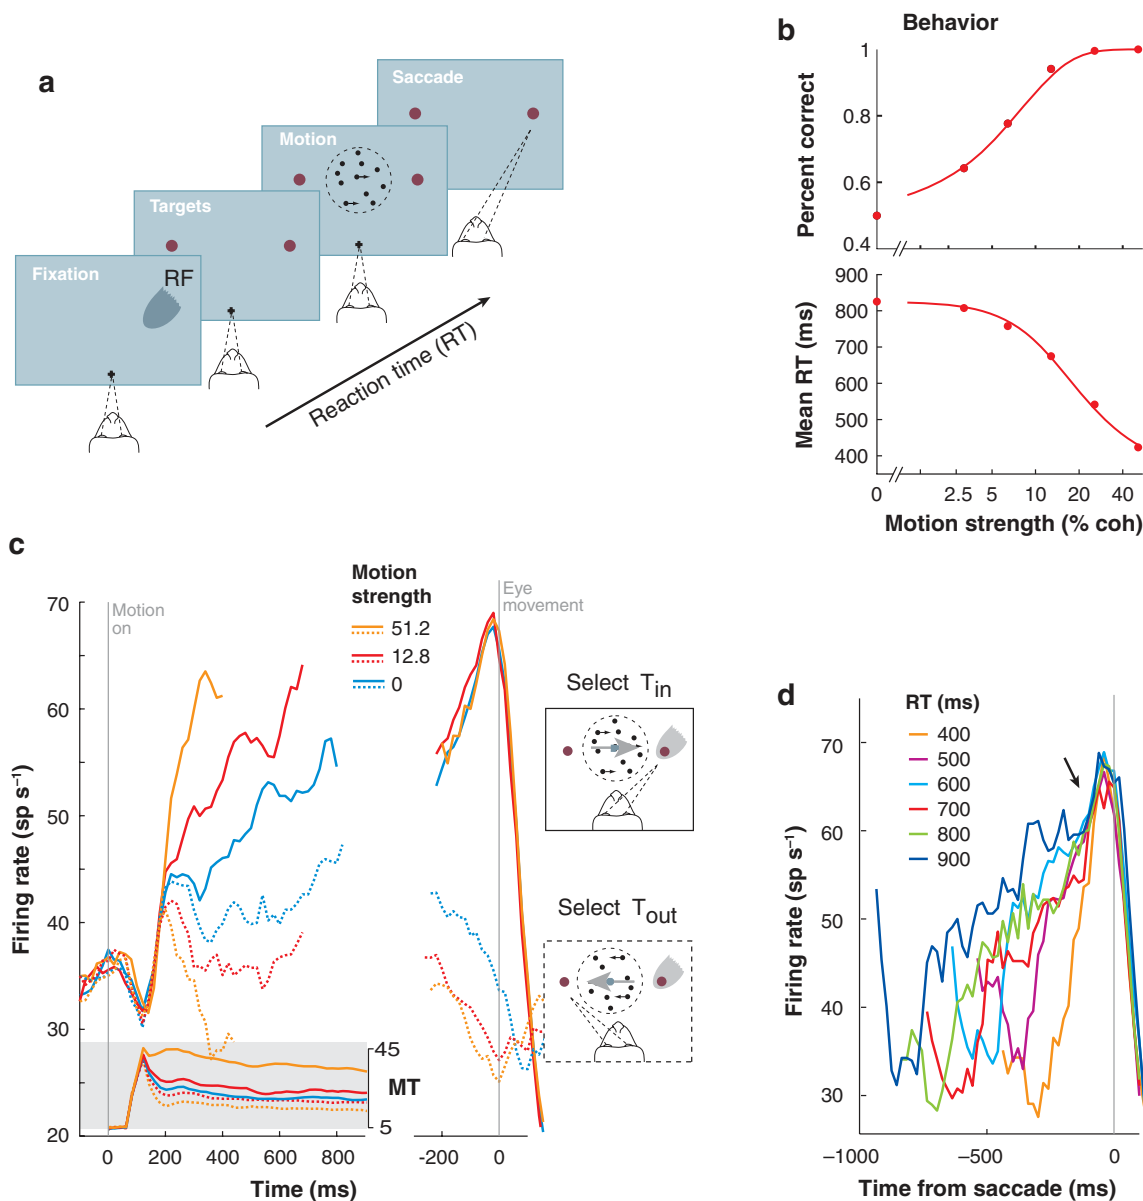 a
Fixation
RF
Targets
Motion
Saccade
Reaction time (RT)
b
Behavior
Percent correct
1
0.8
0.6
0.4
Mean RT (ms)
900
800
700
600
500
400
0
2.5
5
10
20
40
Motion strength (% coh)
c
Firing rate (sp s⁻¹)
70
60
50
40
30
20
Motion
on
Motion
strength
51.2
12.8
0
Eye
movement
MT
45
5
0
200
400
600
800
-200
0
Time (ms)
Select Tin
Select Tout
d
RT (ms)
400
500
600
700
800
900
Firing rate (sp s⁻¹)
70
60
50
40
30
–1000
–500
0
Time from saccade (ms)